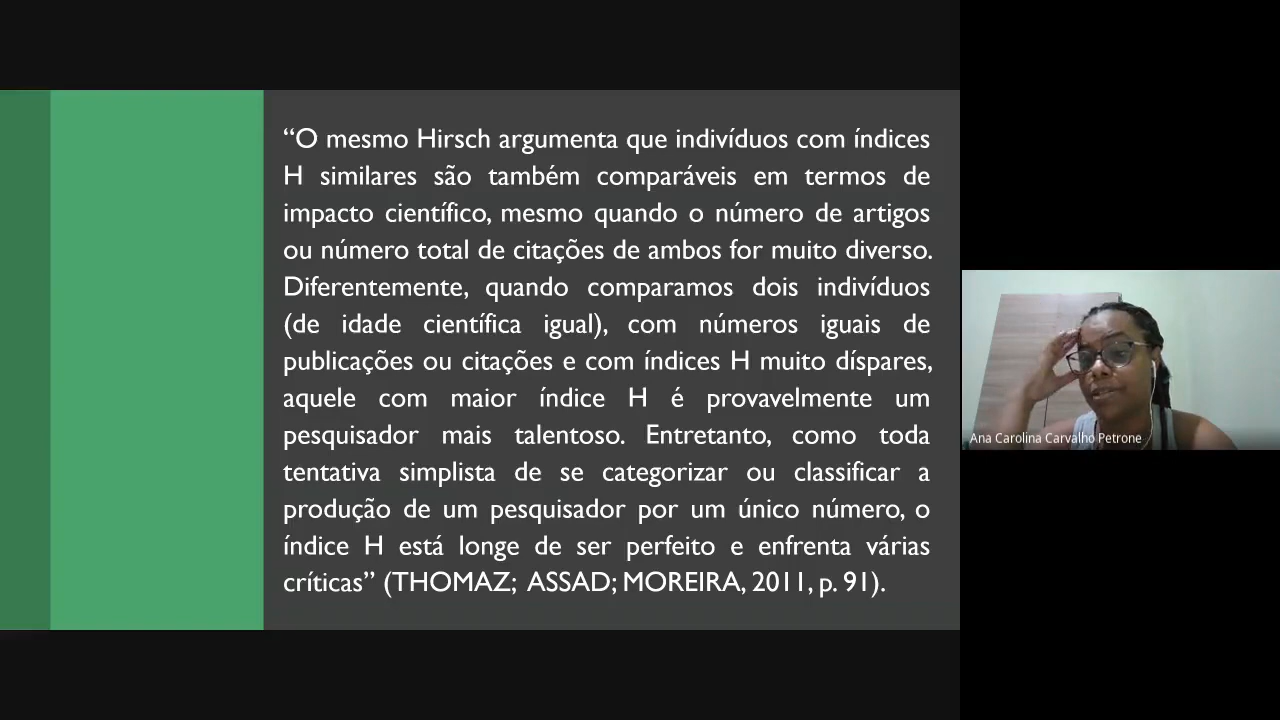 “O mesmo Hirsch argumenta que indivíduos com índices
H similares são também comparáveis em termos de
impacto científico, mesmo quando o número de artigos
ou número total de citações de ambos for muito diverso.
Diferentemente, quando comparamos dois indivíduos
(de idade científica igual), com números iguais de
publicações ou citações e com índices H muito díspares,
aquele com maior índice H é provavelmente um
pesquisador mais talentoso. Entretanto, como toda
tentativa simplista de se categorizar ou classificar a
produção de um pesquisador por um único número, o
índice H está longe de ser perfeito e enfrenta várias
críticas” (THOMAZ; ASSAD; MOREIRA, 2011, p. 91).
Ana Carolina Carvalho Petrone